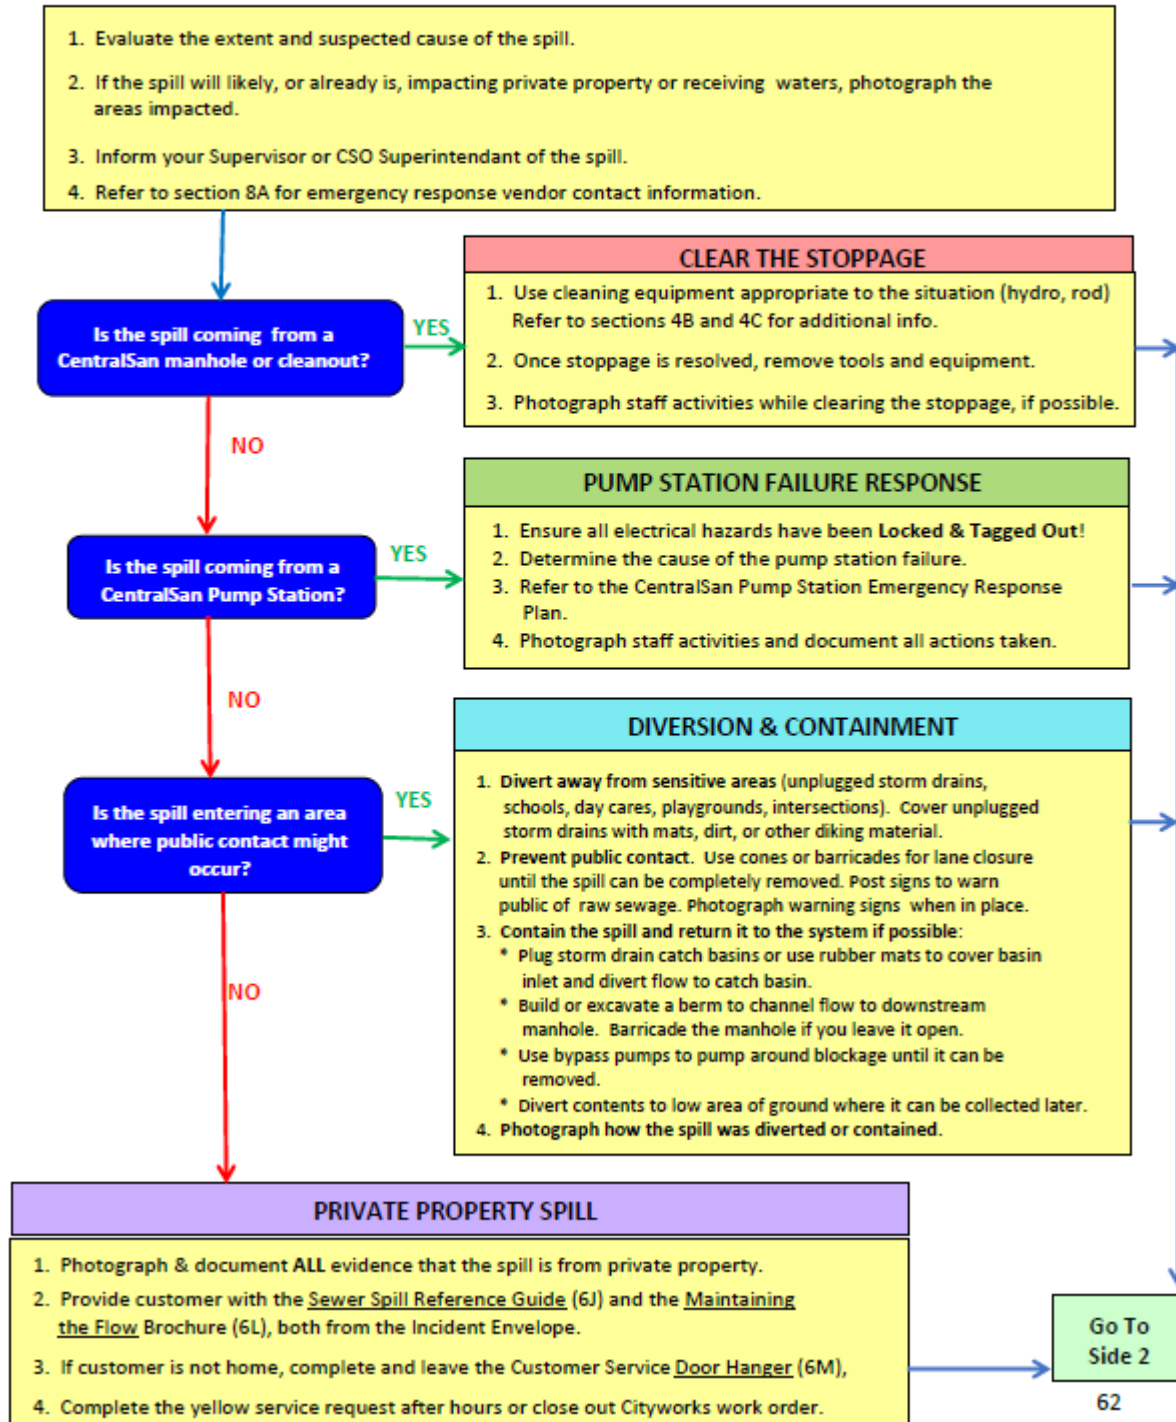 1. Evaluate the extent and suspected cause of the spill.
2. If the spill will likely, or already is, impacting private property or receiving waters, photograph the
areas impacted.
3. Inform your Supervisor or CSO Superintendant of the spill.
4. Refer to section 8A for emergency response vendor contact information.
Is the spill coming from a
CentralSan manhole or cleanout?
YES
CLEAR THE STOPPAGE
1. Use cleaning equipment appropriate to the situation (hydro, rod)
Refer to sections 4B and 4C for additional info.
2. Once stoppage is resolved, remove tools and equipment.
3. Photograph staff activities while clearing the stoppage, if possible.
NO
Is the spill coming from a
CentralSan Pump Station?
YES
PUMP STATION FAILURE RESPONSE
1. Ensure all electrical hazards have been Locked & Tagged Out!
2. Determine the cause of the pump station failure.
3. Refer to the CentralSan Pump Station Emergency Response
Plan.
4. Photograph staff activities and document all actions taken.
NO
Is the spill entering an area
where public contact might
occur?
YES
DIVERSION & CONTAINMENT
1. Divert away from sensitive areas (unplugged storm drains,
schools, day cares, playgrounds, intersections). Cover unplugged
storm drains with mats, dirt, or other diking material.
2. Prevent public contact. Use cones or barricades for lane closure
until the spill can be completely removed. Post signs to warn
public of raw sewage. Photograph warning signs when in place.
3. Contain the spill and return it to the system if possible:
* Plug storm drain catch basins or use rubber mats to cover basin
inlet and divert flow to catch basin.
* Build or excavate a berm to channel flow to downstream
manhole. Barricade the manhole if you leave it open.
* Use bypass pumps to pump around blockage until it can be
removed.
* Divert contents to low area of ground where it can be collected later.
4. Photograph how the spill was diverted or contained.
NO
PRIVATE PROPERTY SPILL
1. Photograph & document ALL evidence that the spill is from private property.
2. Provide customer with the Sewer Spill Reference Guide (6J) and the Maintaining
the Flow Brochure (6L), both from the Incident Envelope.
3. If customer is not home, complete and leave the Customer Service Door Hanger (6M),
4. Complete the yellow service request after hours or close out Cityworks work order.
Go To
Side 2
62